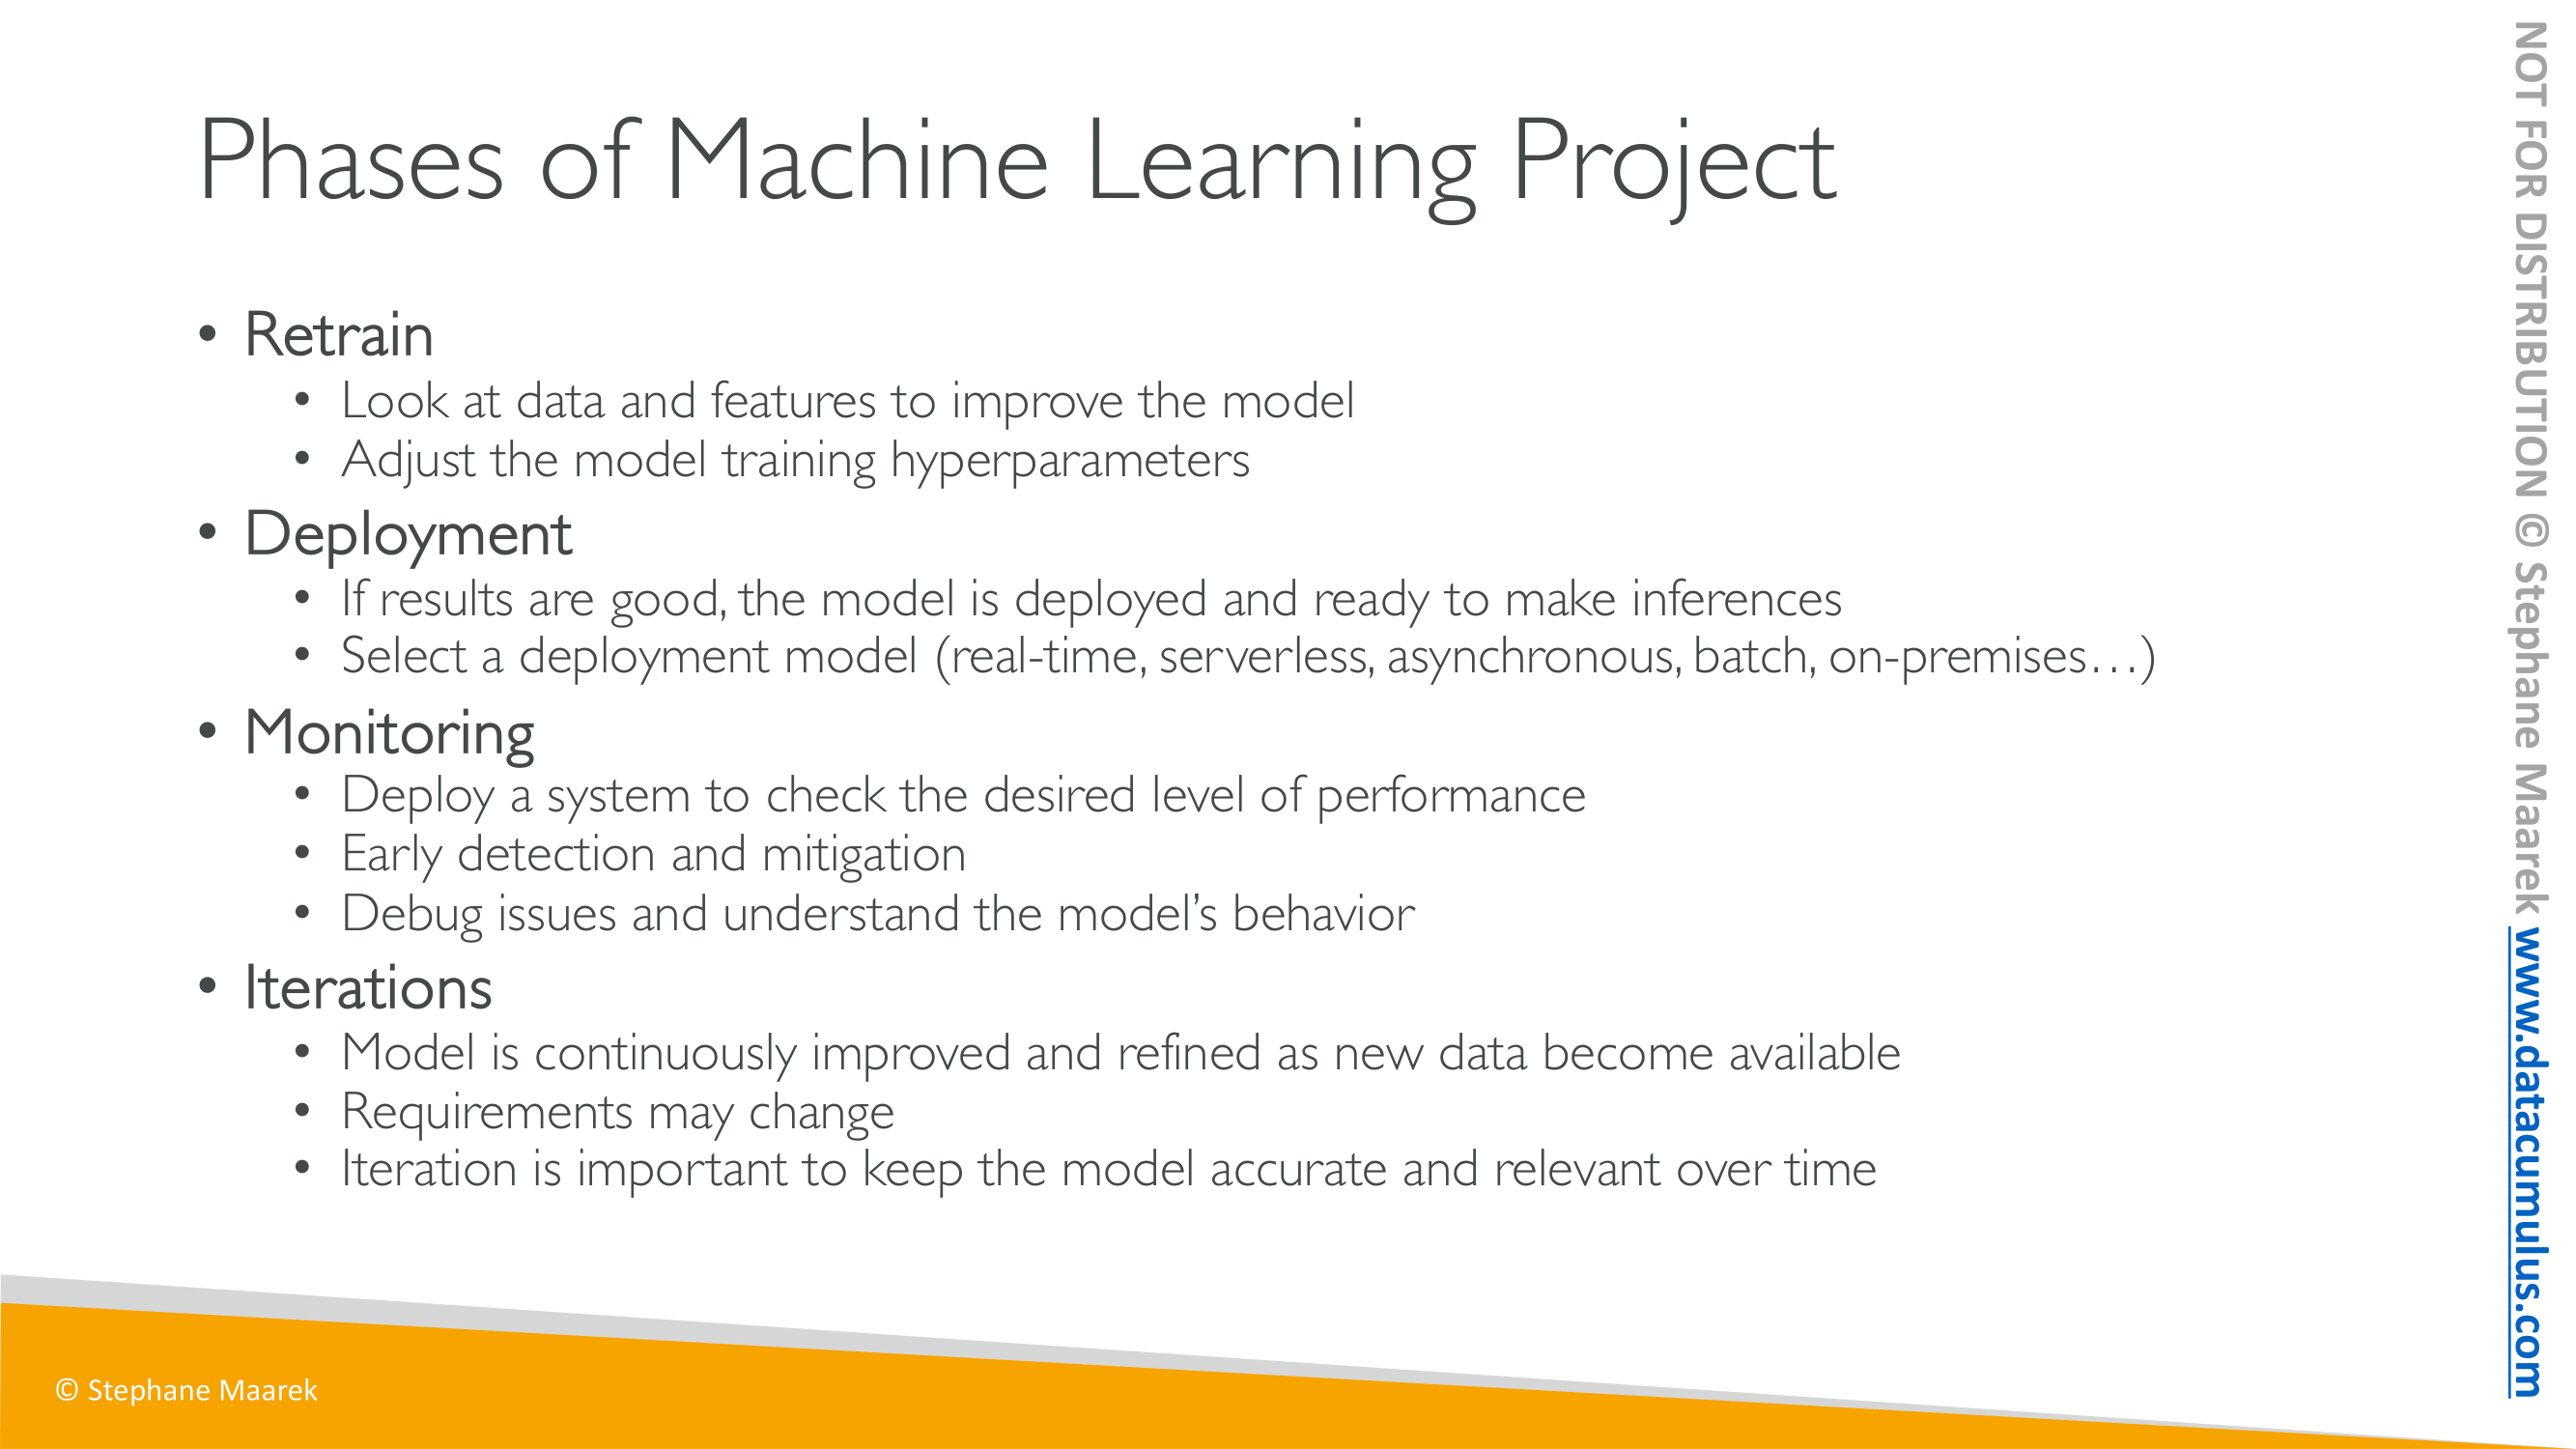 Phases of Machine Learning Project
• Retrain
• Look at data and features to improve the model
• Adjust the model training hyperparameters
• Deployment
• If results are good, the model is deployed and ready to make inferences
• Select a deployment model (real-time, serverless, asynchronous, batch, on-premises…)
• Monitoring
• Deploy a system to check the desired level of performance
• Early detection and mitigation
• Debug issues and understand the model’s behavior
• Iterations
• Model is continuously improved and refined as new data become available
• Requirements may change
• Iteration is important to keep the model accurate and relevant over time
© Stephane Maarek
NOT FOR DISTRIBUTION © Stephane Maarek www.datacumulus.com